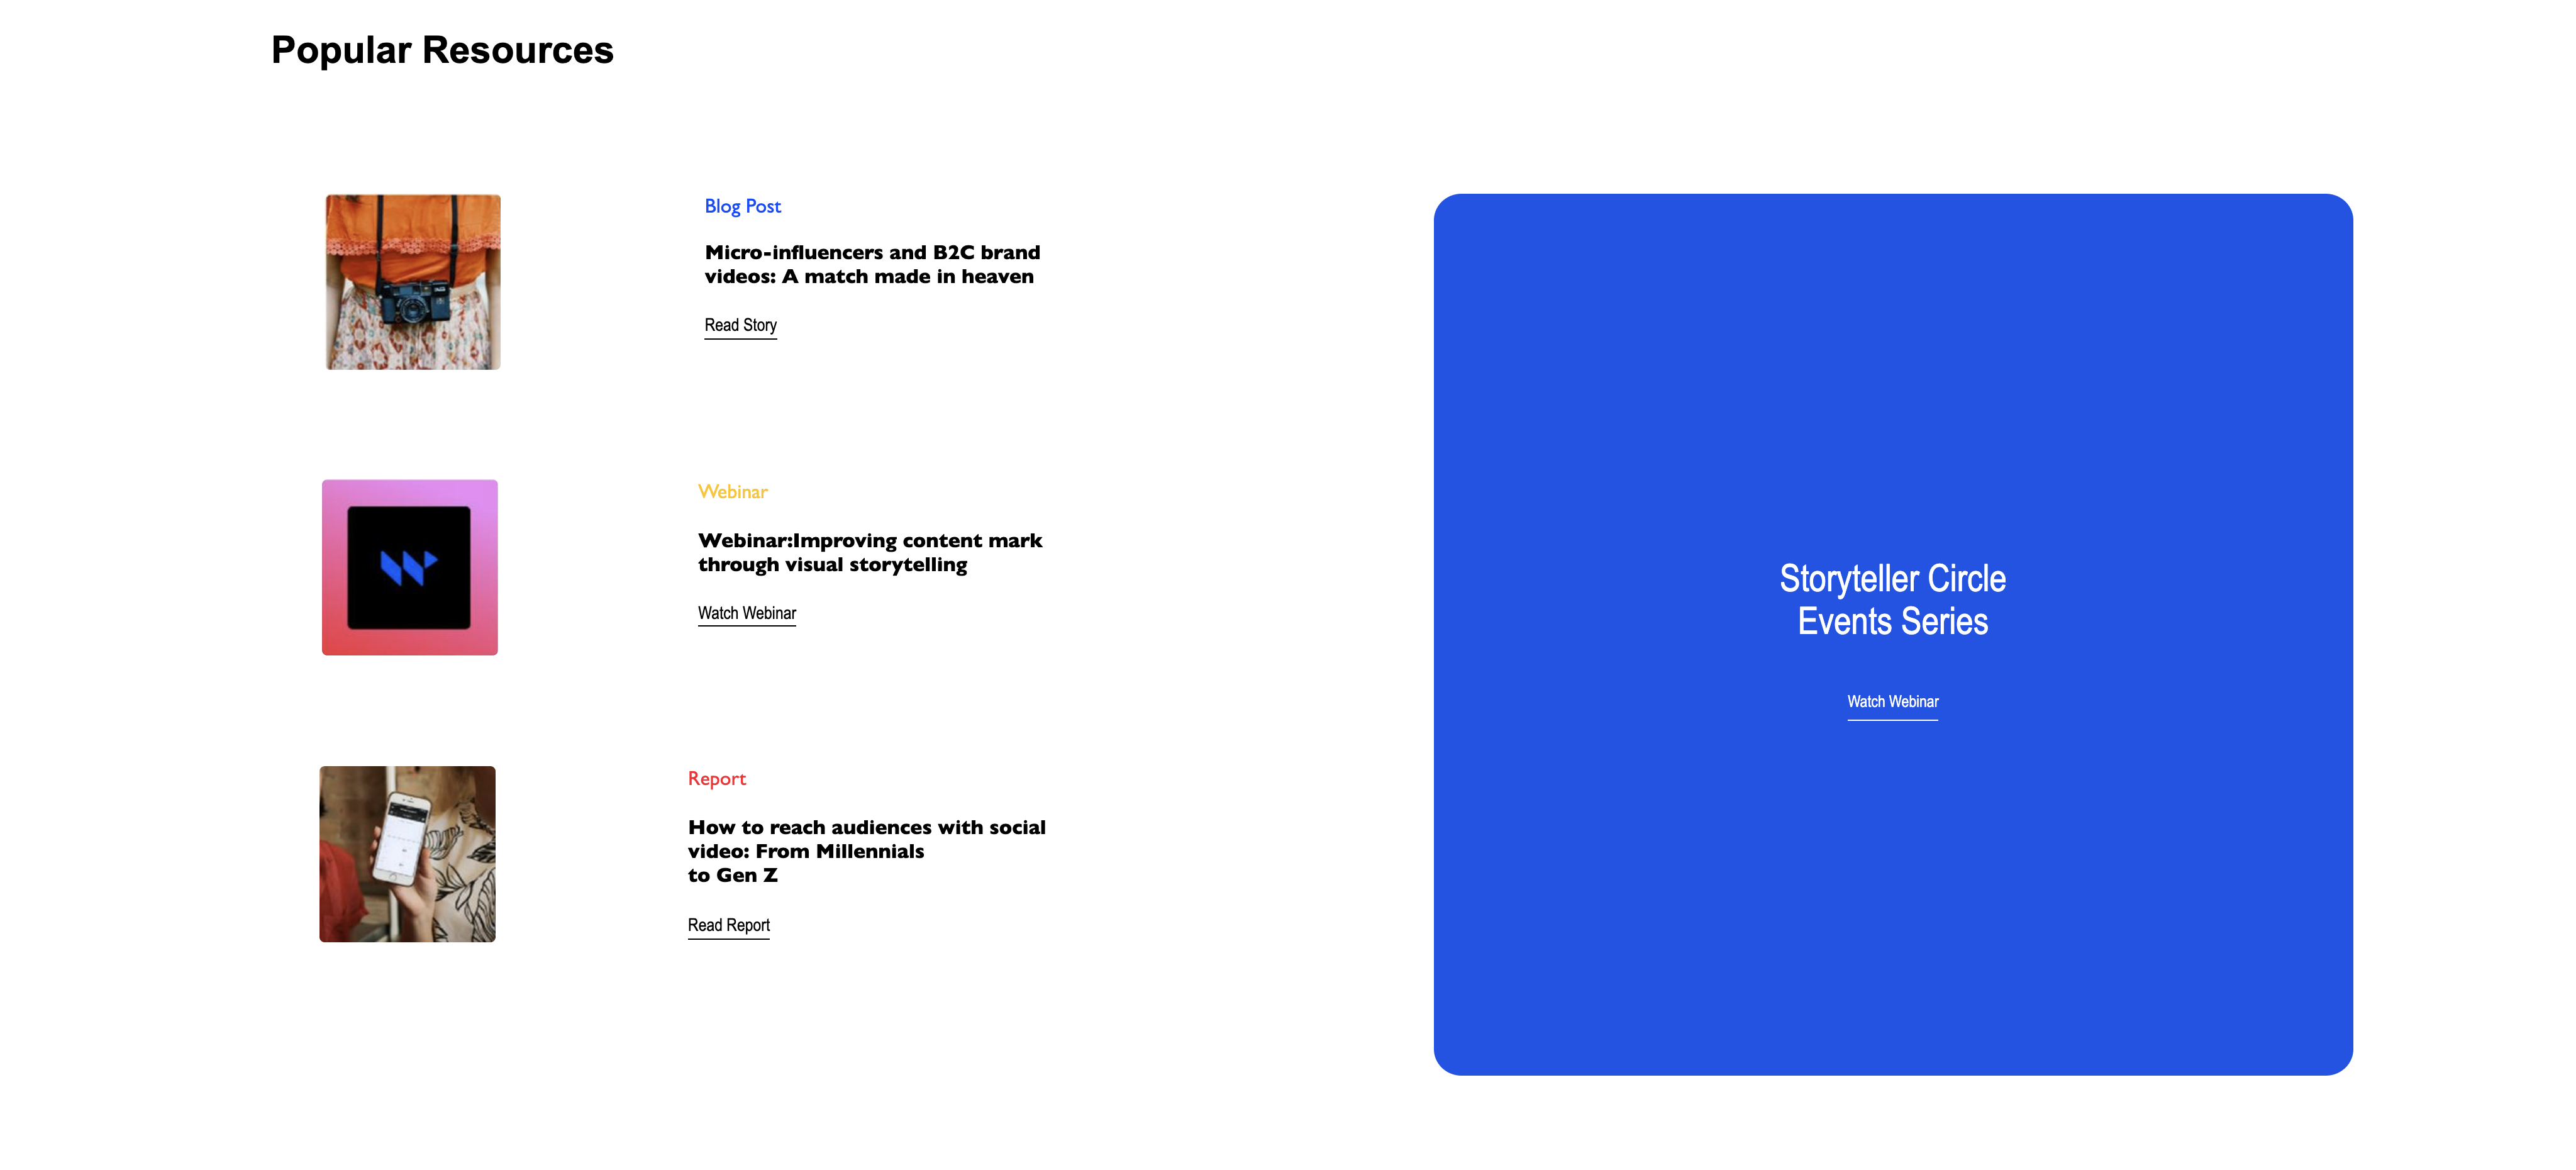 Popular Resources
Blog Post
Micro-influencers and B2C brand
videos: A match made in heaven
Read Story
Webinar
Webinar:Improving content mark
through visual storytelling
Watch Webinar
Report
How to reach audiences with social
video: From Millennials
to Gen Z
Read Report
Storyteller Circle
Events Series
Watch Webinar